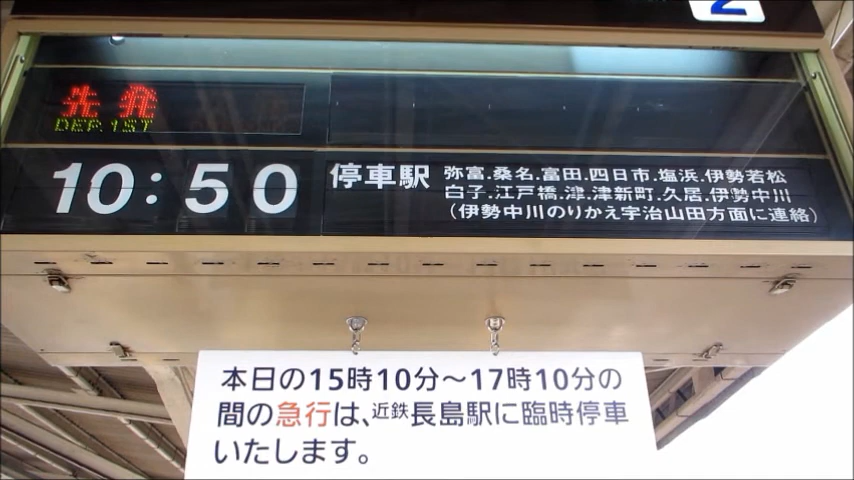 2
先発
DEP.1ST
10:50
停車駅
弥富.桑名.富田.四日市.塩浜.伊勢若松
白子.江戸橋.津.津新町.久居.伊勢中川
(伊勢中川のりかえ宇治山田方面に連絡)
本日の15時10分～17時10分の
間の急行は、近鉄長島駅に臨時停車
いたします。